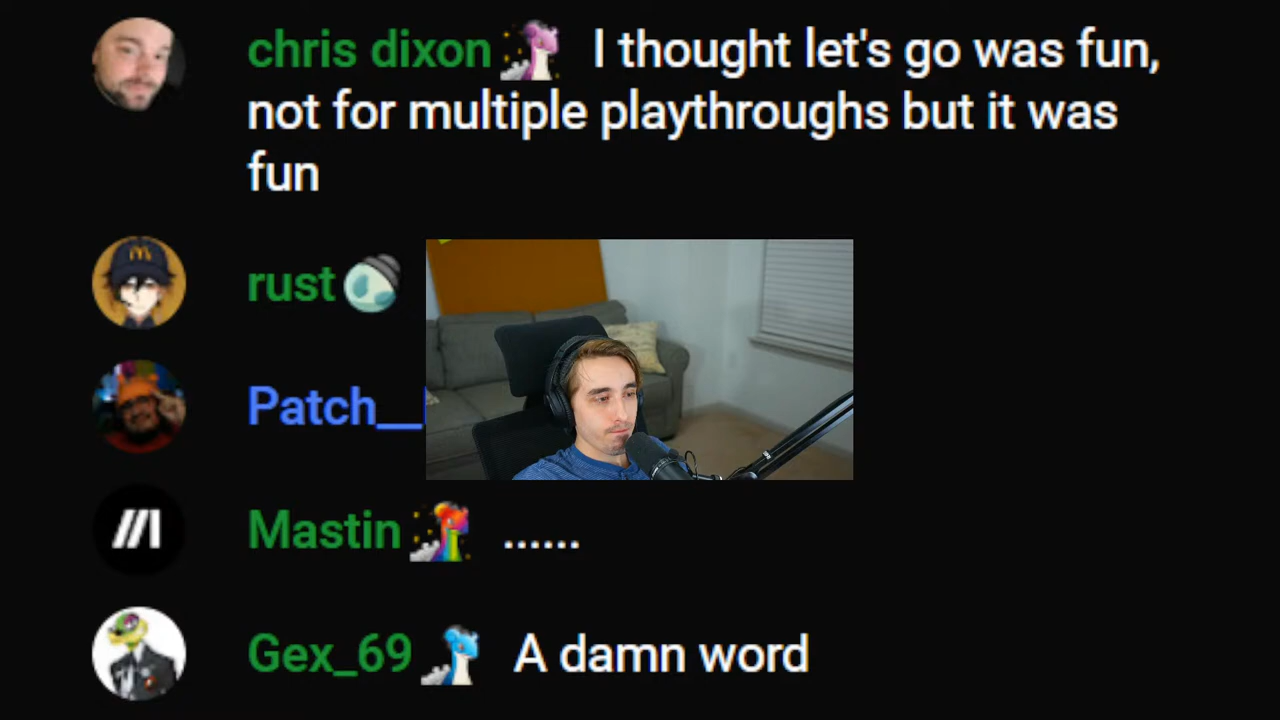 chris dixon I thought let's go was fun,
not for multiple playthroughs but it was
fun
rust
Patch__
Mastin ......
Gex_69 A damn word